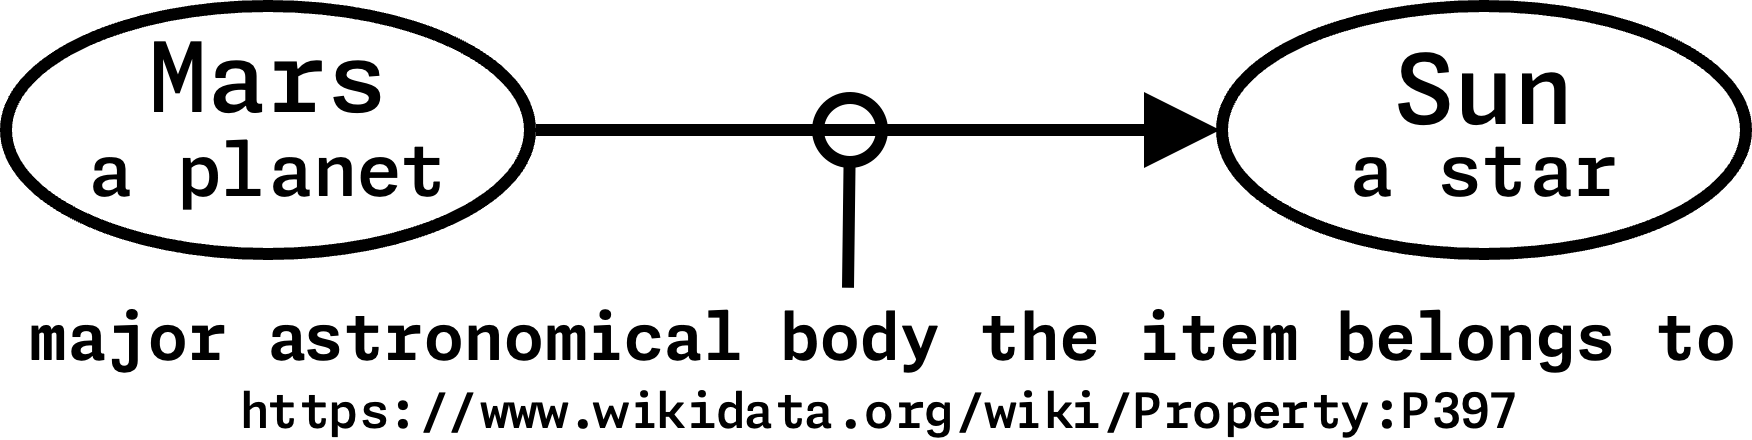 Mars
a planet
Sun
a star
major astronomical body the item belongs to
https://www.wikidata.org/wiki/Property:P397